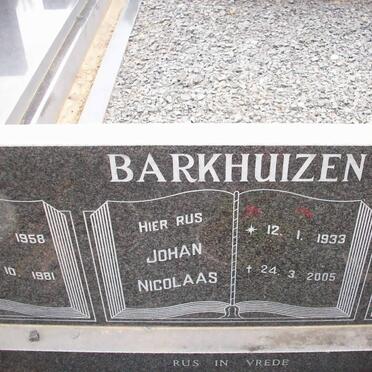 BARKHUIZEN
1958
10. 1981
HIER RUS
JOHAN
NICOLAAS
* 12. 1. 1933
† 24. 3. 2005
RUS IN VREDE